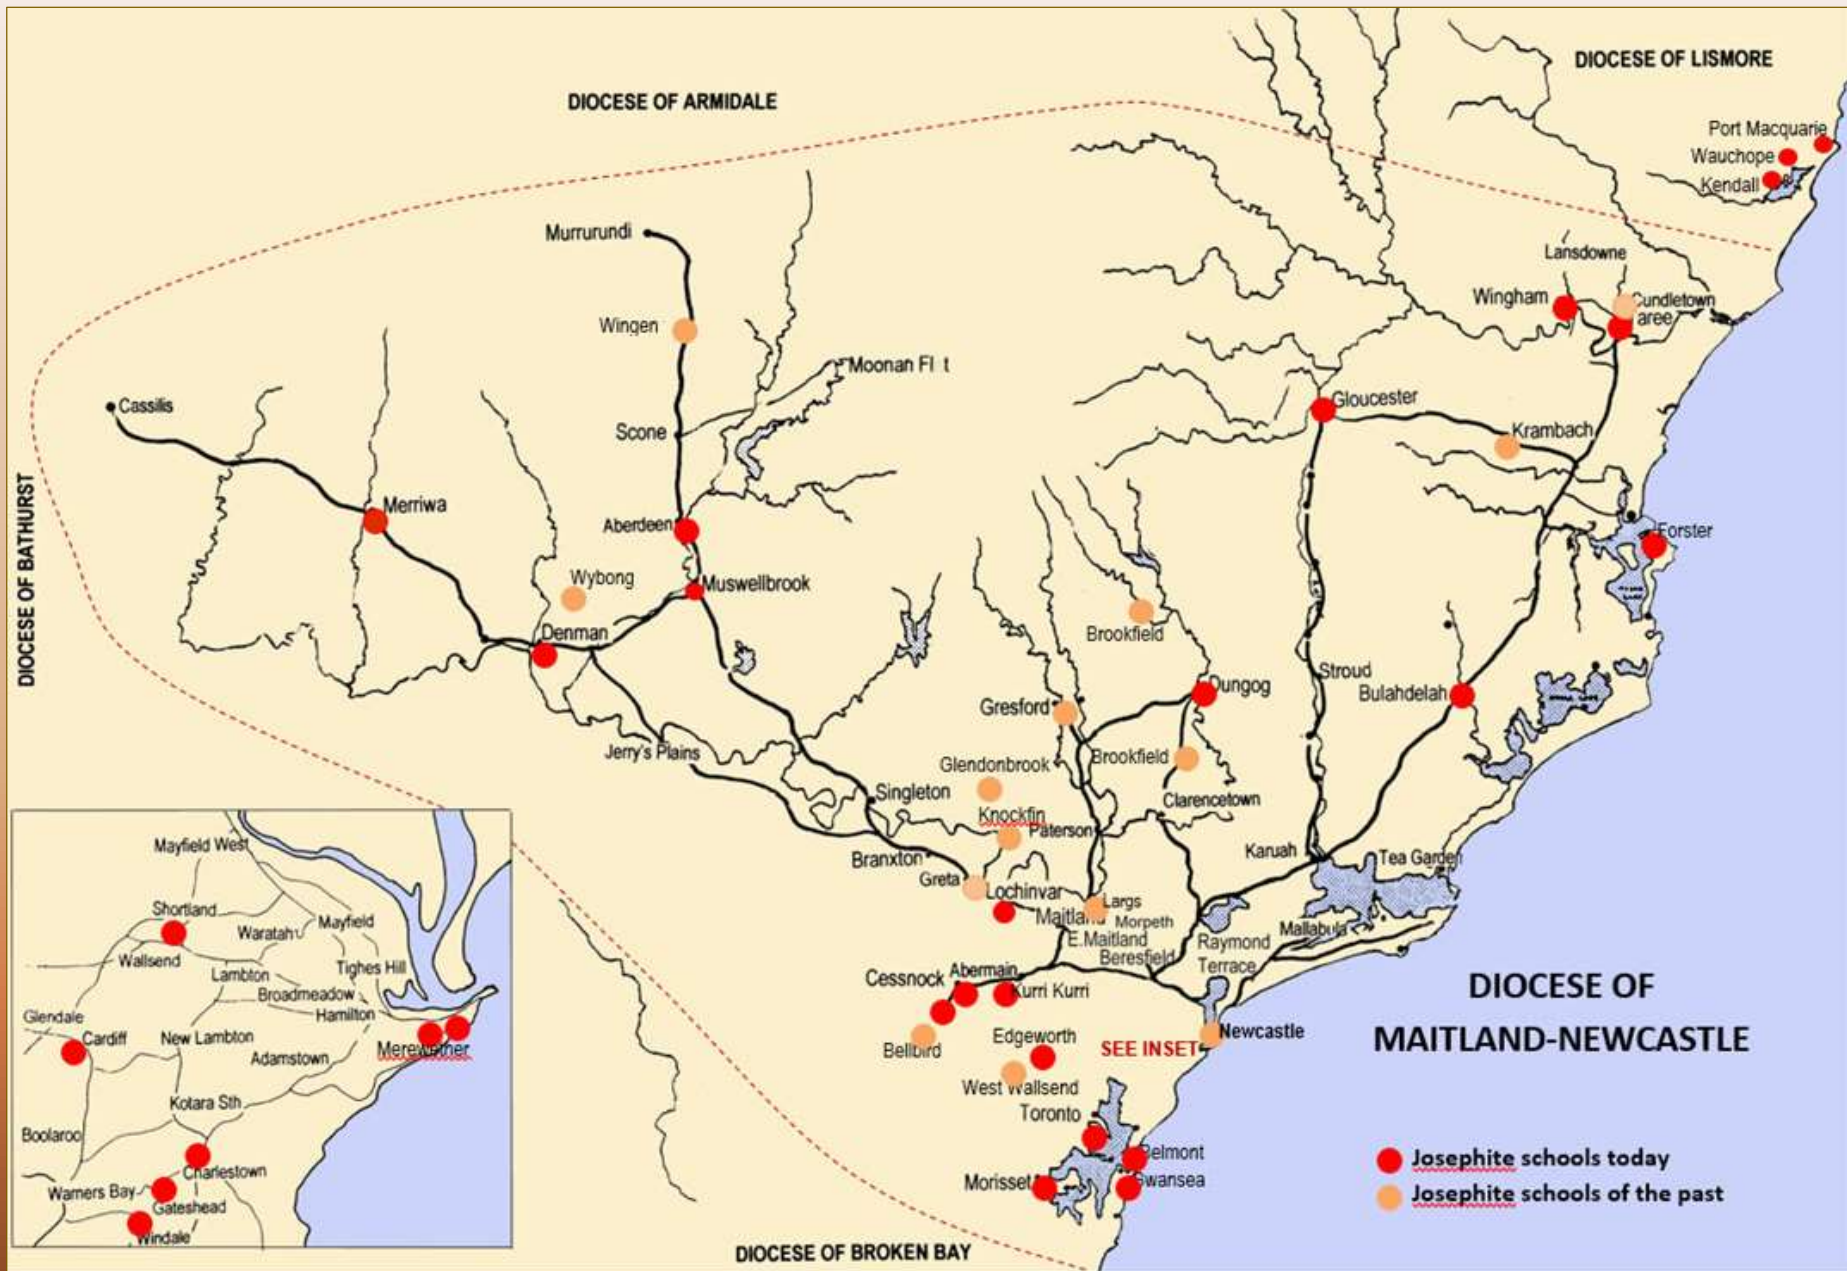 DIOCESE OF LISMORE
DIOCESE OF ARMIDALE
Port Macquarie
Wauchope
Kendall
Murrurundi
Lansdowne
Wingham
Cundletown
aree
Wingen
Moonan Fl t
Cassilis
Scone
Gloucester
Krambach
DIOCESE OF BATHURST
Merriwa
Aberdeen
Forster
Wybong
Muswellbrook
Denman
Brookfield
Stroud
Dungog
Bulahdelah
Gresford
Jerry's Plains
Glendonbrook
Brookfield
Singleton
Clarencetown
Knockfin
Paterson
Branxton
Karuah
Tea Garden
Greta
Lochinvar
Largs
Maitland
Morpeth
E.Maitland
Raymond
Terrace
Mallabula
Beresfield
Cessnock
Abermain
Kurri Kurri
Bellbird
Edgeworth
SEE INSET
Newcastle
West Wallsend
Toronto
Belmont
Swansea
Morisset
DIOCESE OF
MAITLAND-NEWCASTLE
Josephite schools today
Josephite schools of the past
DIOCESE OF BROKEN BAY
Mayfield West
Shortland
Mayfield
Waratah
Wallsend
Lambton
Tighes Hill
Broadmeadow
Hamilton
Glendale
Cardiff
New Lambton
Merewether
Adamstown
Kotara Sth
Boolaroo
Charlestown
Warners Bay
Gateshead
Windale